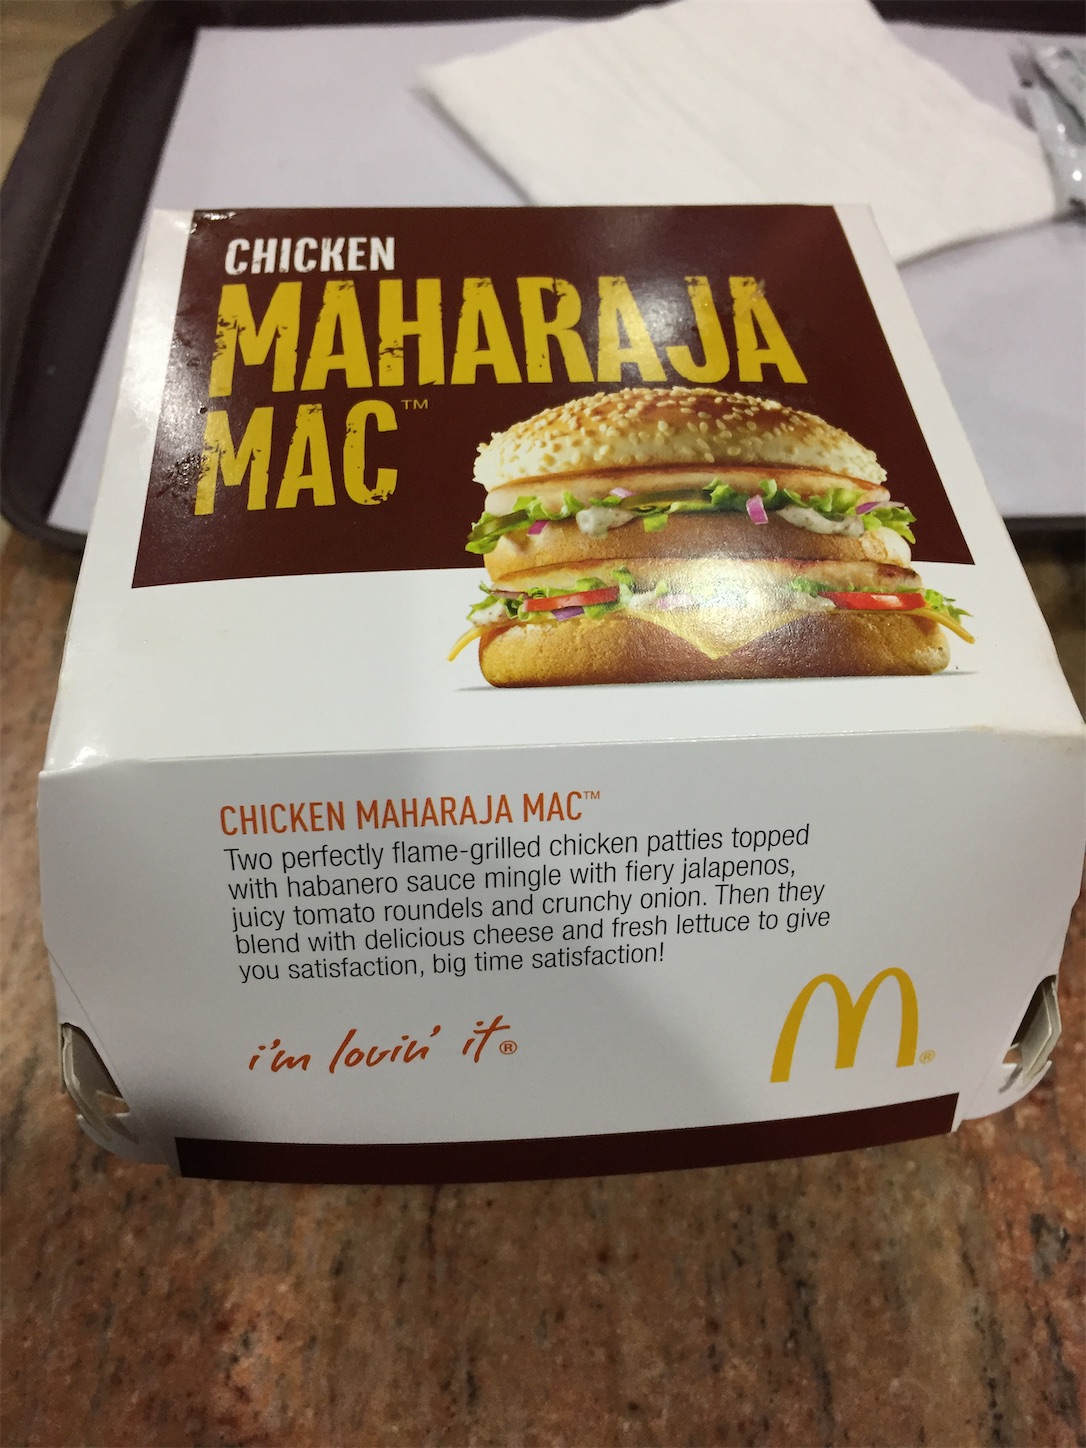 CHICKEN
MAHARAJA
MAC™
CHICKEN MAHARAJA MAC™
Two perfectly flame-grilled chicken patties topped
with habanero sauce mingle with fiery jalapenos,
juicy tomato roundels and crunchy onion. Then they
blend with delicious cheese and fresh lettuce to give
you satisfaction, big time satisfaction!
i'm lovin' it®
M®